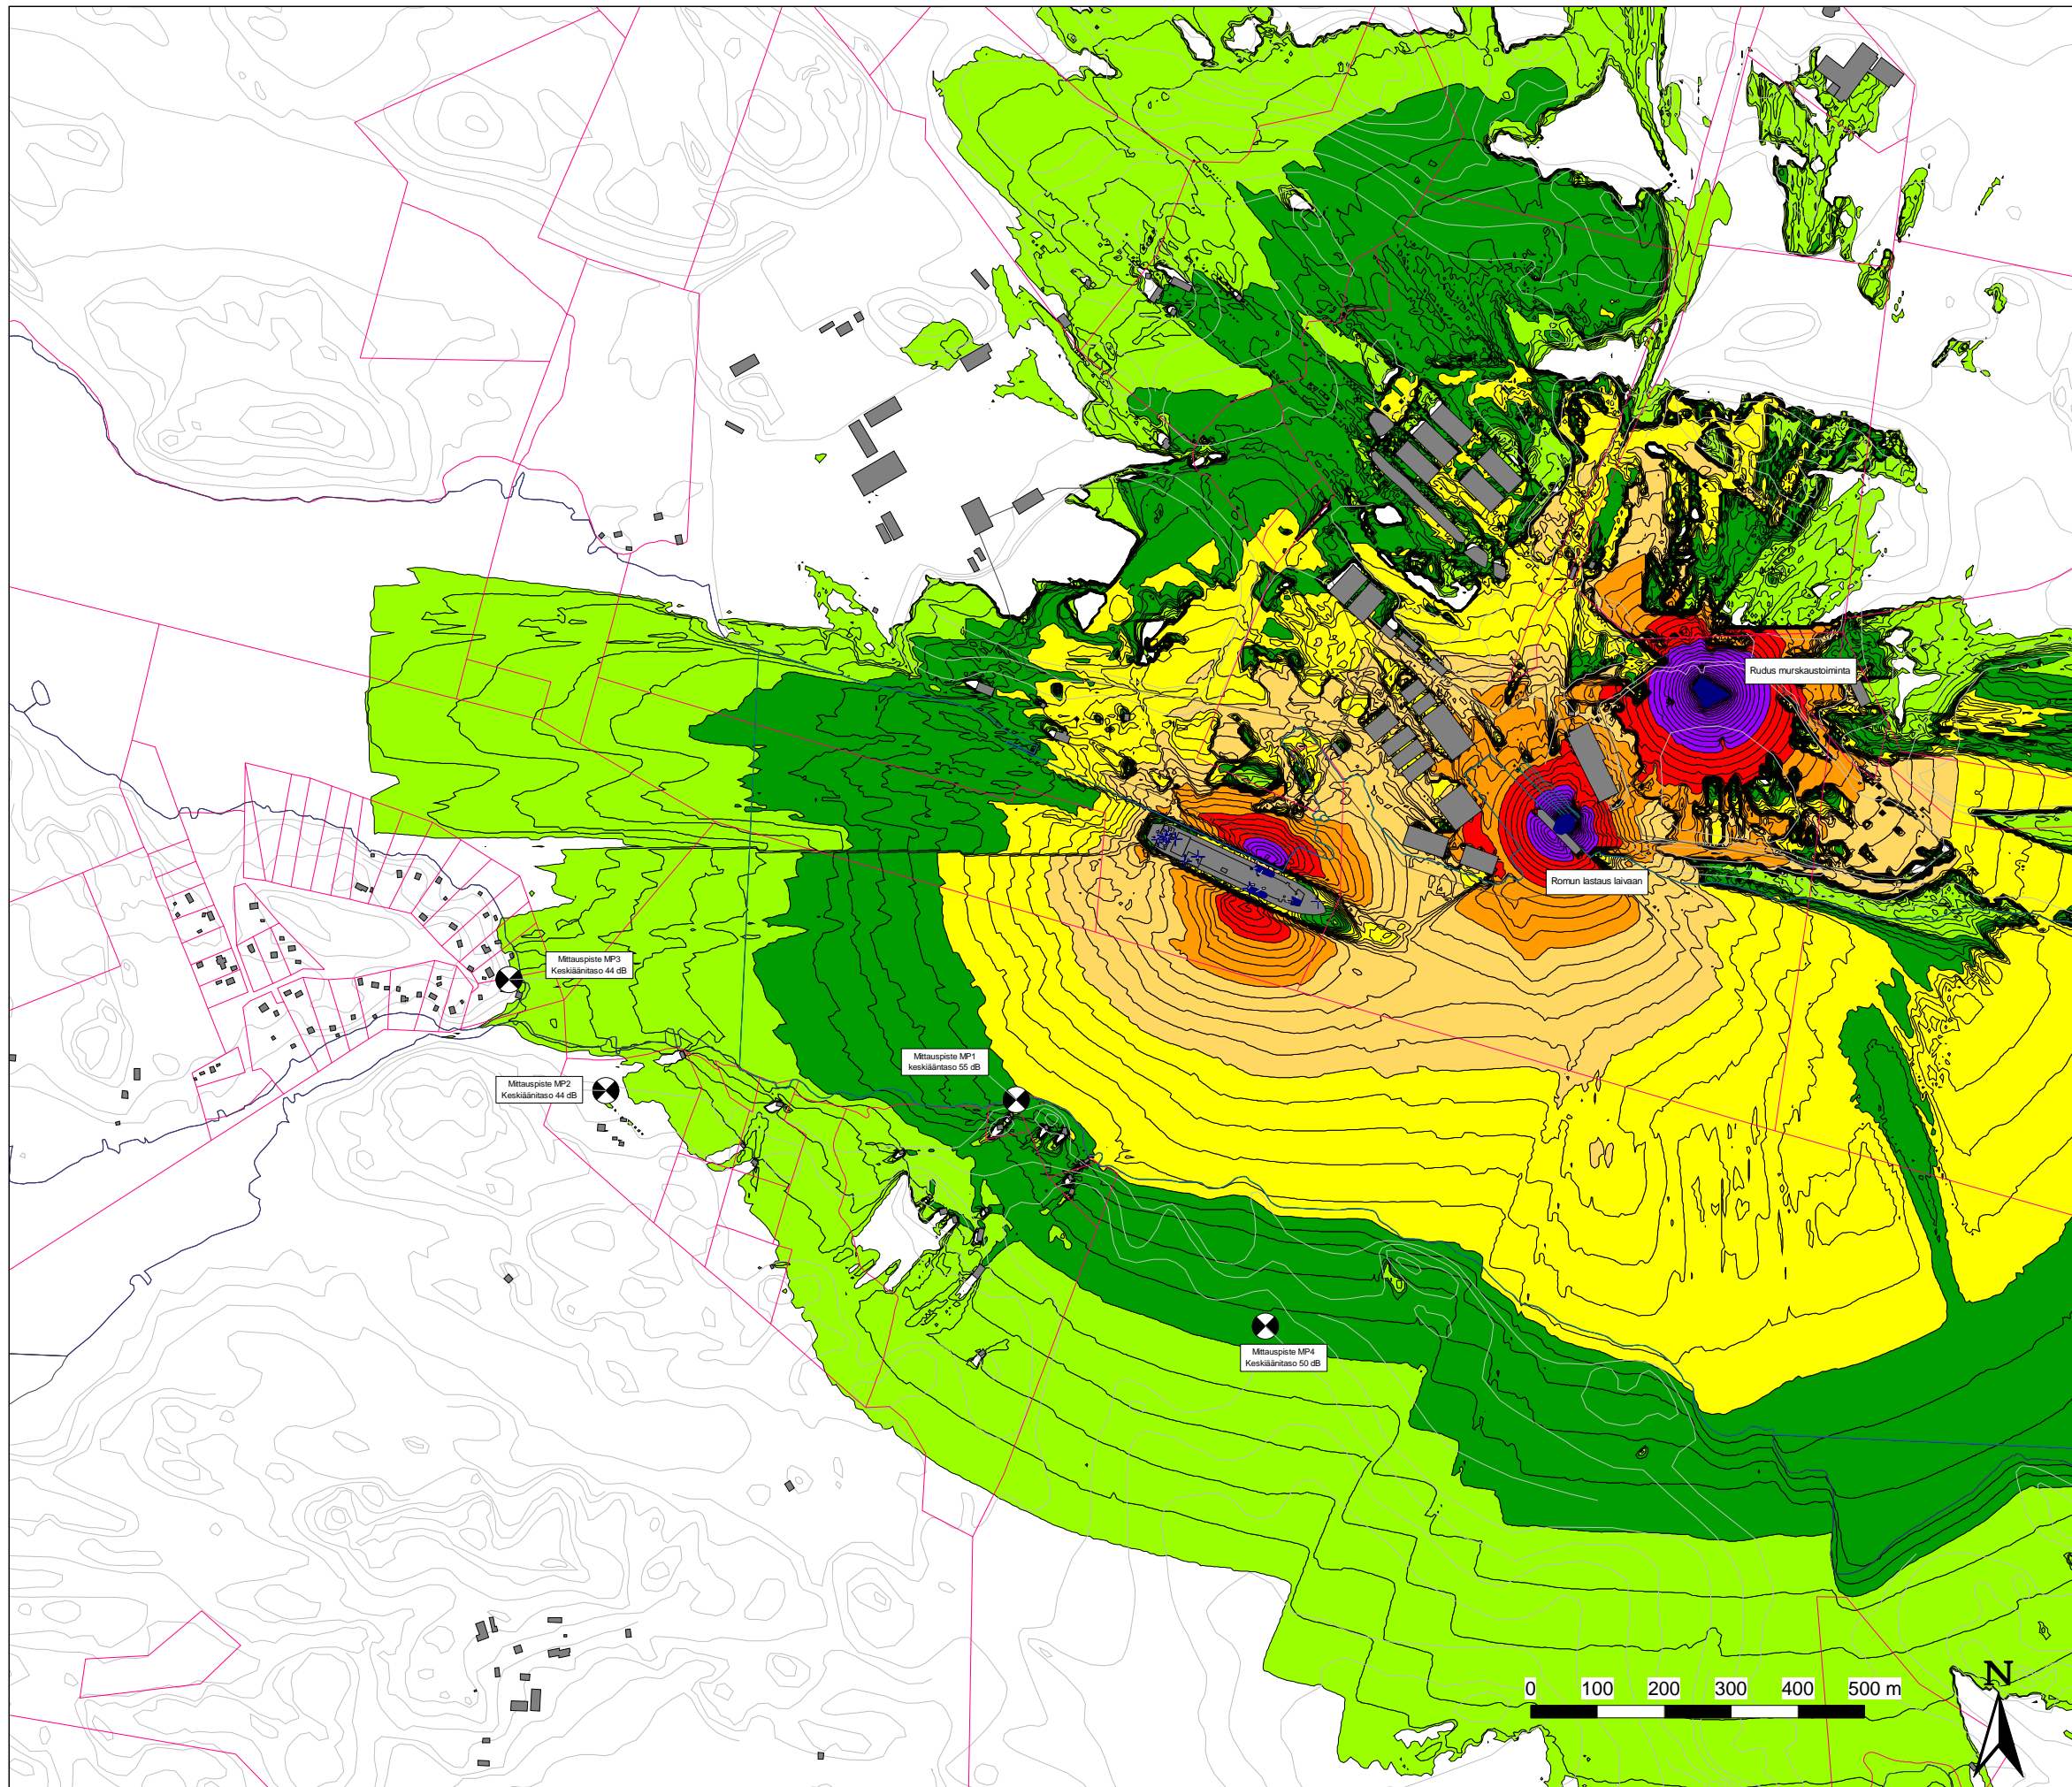 Rudus murskaustoiminta
Romun lastaus laivaan
Mittauspiste MP3
Keskiäänitaso 44 dB
Mittauspiste MP1
keskiääntaso 55 dB
Mittauspiste MP2
Keskiäänitaso 44 dB
Mittauspiste MP4
Keskiäänitaso 50 dB
N
0 100 200 300 400 500 m